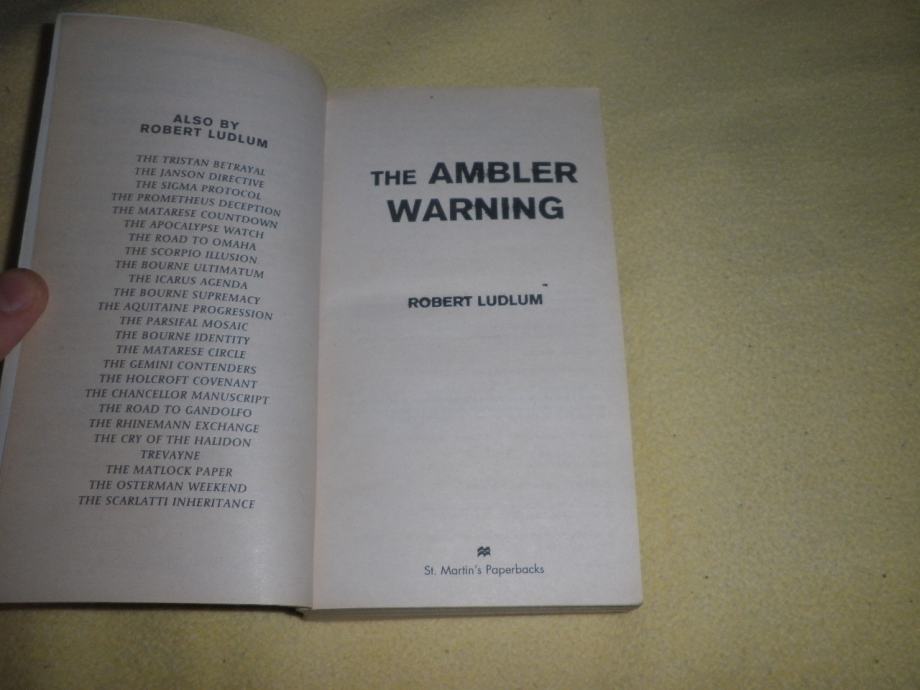 ALSO BY
ROBERT LUDLUM
THE TRISTAN BETRAYAL
THE JANSON DIRECTIVE
THE SIGMA PROTOCOL
THE PROMETHEUS DECEPTION
THE MATARESE COUNTDOWN
THE APOCALYPSE WATCH
THE ROAD TO OMAHA
THE SCORPIO ILLUSION
THE BOURNE ULTIMATUM
THE ICARUS AGENDA
THE BOURNE SUPREMACY
THE AQUITAINE PROGRESSION
THE PARSIFAL MOSAIC
THE BOURNE IDENTITY
THE MATARESE CIRCLE
THE GEMINI CONTENDERS
THE HOLCROFT COVENANT
THE CHANCELLOR MANUSCRIPT
THE ROAD TO GANDOLFO
THE RHINEMANN EXCHANGE
THE CRY OF THE HALIDON
TREVAYNE
THE MATLOCK PAPER
THE OSTERMAN WEEKEND
THE SCARLATTI INHERITANCE
THE AMBLER
WARNING
ROBERT LUDLUM™
St. Martin's Paperbacks